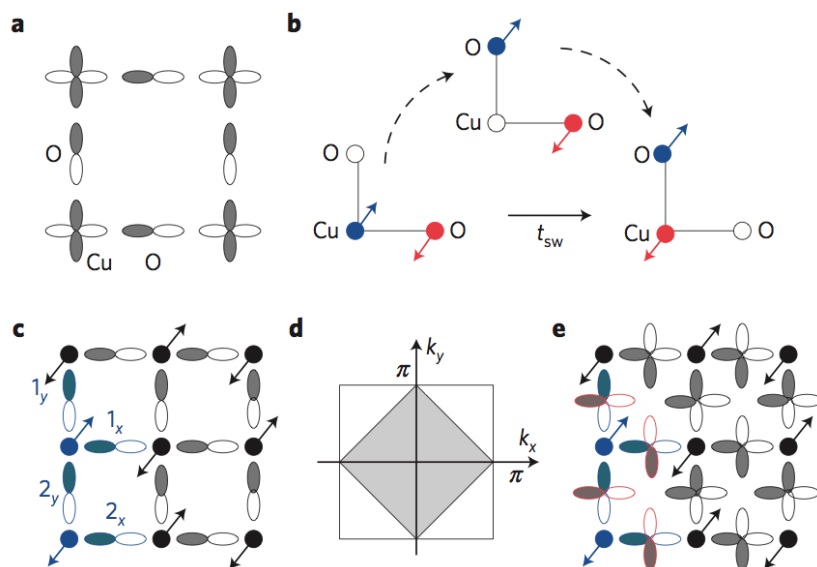 a
O
Cu O
b
O
Cu O
O
Cu O
t_sw
O
Cu O
c
1_y
1_x
2_y
2_x
d
k_y
π
k_x
π
e